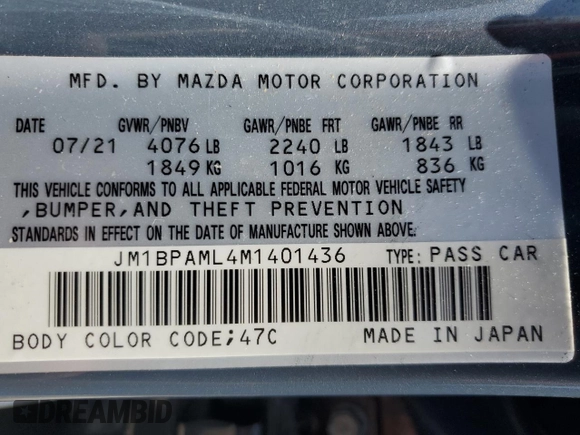 MFD. BY MAZDA MOTOR CORPORATION
DATE GVWR/PNBV GAWR/PNBE FRT GAWR/PNBE RR
07/21 4076 LB 2240 LB 1843 LB
1849 KG 1016 KG 836 KG
THIS VEHICLE CONFORMS TO ALL APPLICABLE FEDERAL MOTOR VEHICLE SAFETY
,BUMPER,AND THEFT PREVENTION
STANDARDS IN EFFECT ON THE DATE OF MANUFACTURE SHOWN ABOVE.
JM1BPAML4M1401436 TYPE: PASS CAR
BODY COLOR CODE;47C MADE IN JAPAN
DREAMBID